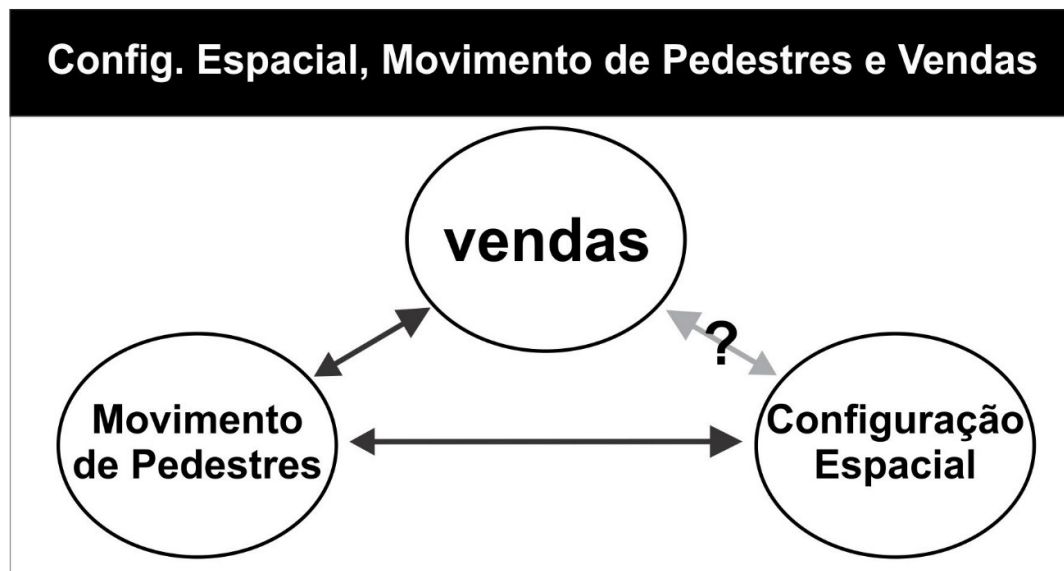 Config. Espacial, Movimento de Pedestres e Vendas
vendas
?
Movimento
de Pedestres
Configuração
Espacial